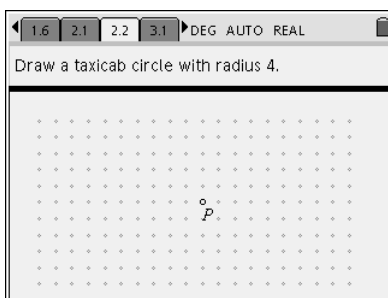 1.6 2.1 2.2 3.1 DEG AUTO REAL
Draw a taxicab circle with radius 4.
P